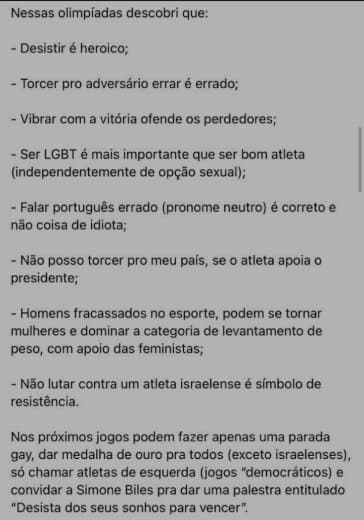 Nessas olimpíadas descobri que:
- Desistir é heroico;
- Torcer pro adversário errar é errado;
- Vibrar com a vitória ofende os perdedores;
- Ser LGBT é mais importante que ser bom atleta
(independentemente de opção sexual);
- Falar português errado (pronome neutro) é correto e
não coisa de idiota;
- Não posso torcer pro meu país, se o atleta apoia o
presidente;
- Homens fracassados no esporte, podem se tornar
mulheres e dominar a categoria de levantamento de
peso, com apoio das feministas;
- Não lutar contra um atleta israelense é símbolo de
resistência.
Nos próximos jogos podem fazer apenas uma parada
gay, dar medalha de ouro pra todos (exceto israelenses),
só chamar atletas de esquerda (jogos “democráticos) e
convidar a Simone Biles pra dar uma palestra entitulado
“Desista dos seus sonhos para vencer”.